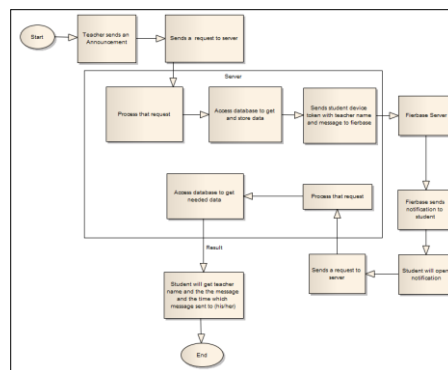 Start
Teacher sends an
Announcement
Sends a request to server
Server
Process that request
Access database to get
and store data
Sends student device
token with teacher name
and message to fierbase
Fierbase Server
Fierbase sends
notification to
student
Student will open
notification
Sends a request to
server
Process that request
Access database to get
needed data
Result
Student will get teacher
name and the the message
and the time which
message sent to (his/her)
End